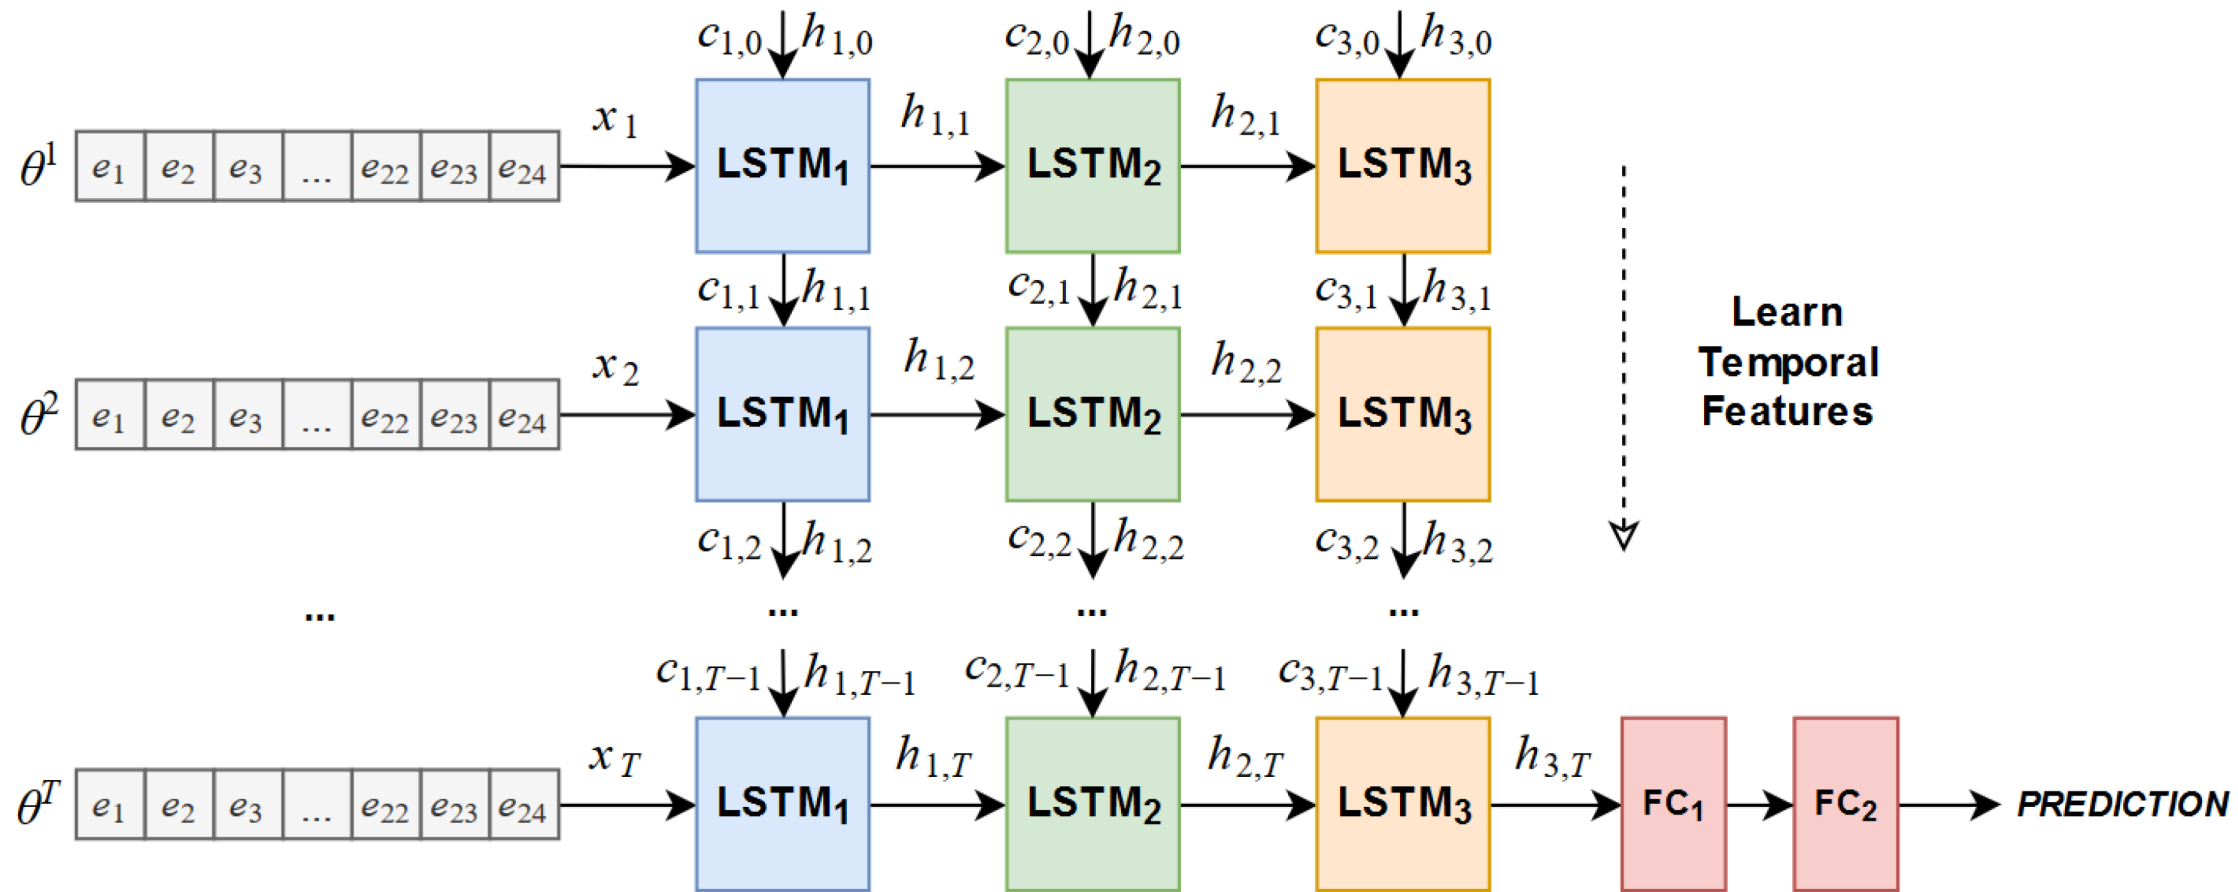 c1,0 h1,0 c2,0 h2,0 c3,0 h3,0
θ1 e1 e2 e3 ... e22 e23 e24 x1 LSTM1 h1,1 LSTM2 h2,1 LSTM3
c1,1 h1,1 c2,1 h2,1 c3,1 h3,1
Learn
Temporal
Features
θ2 e1 e2 e3 ... e22 e23 e24 x2 LSTM1 h1,2 LSTM2 h2,2 LSTM3
c1,2 h1,2 c2,2 h2,2 c3,2 h3,2
... ... ... ...
c1,T−1 h1,T−1 c2,T−1 h2,T−1 c3,T−1 h3,T−1
θT e1 e2 e3 ... e22 e23 e24 xT LSTM1 h1,T LSTM2 h2,T LSTM3 h3,T FC1 FC2 PREDICTION